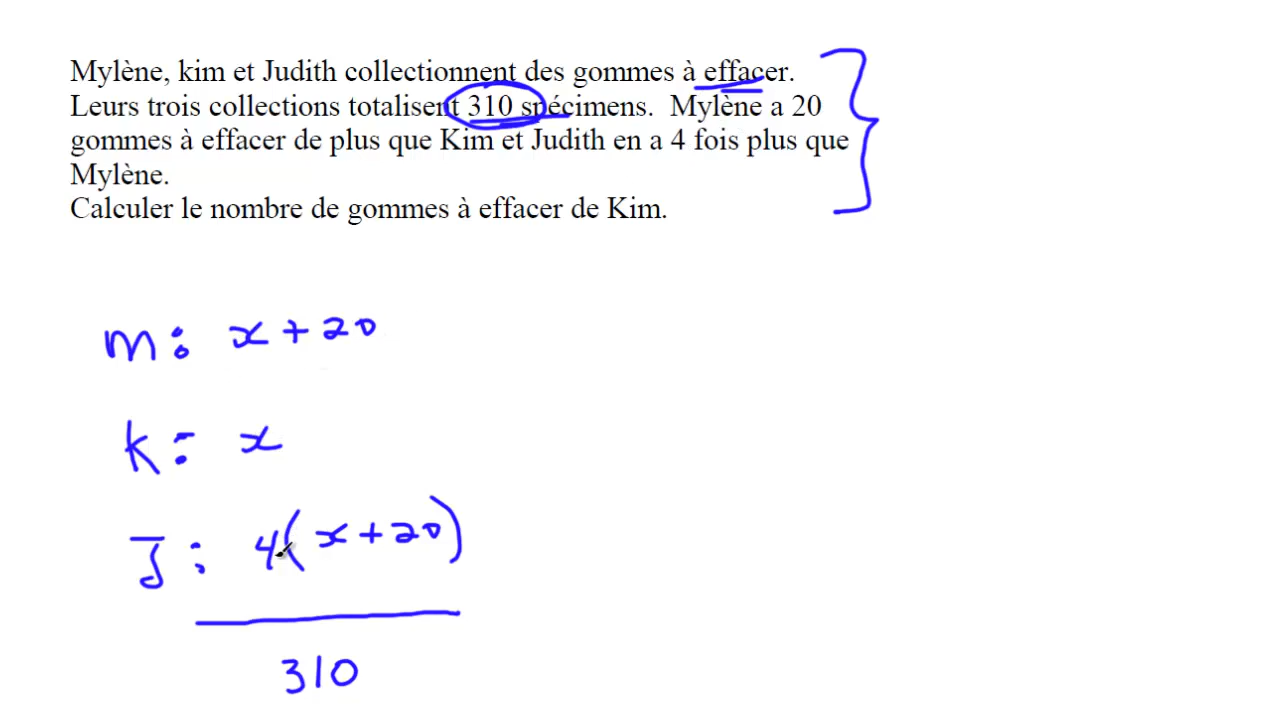 Mylène, kim et Judith collectionnent des gommes à effacer.
Leurs trois collections totalisent 310 spécimens. Mylène a 20
gommes à effacer de plus que Kim et Judith en a 4 fois plus que
Mylène.
Calculer le nombre de gommes à effacer de Kim.
m: x+20
k: x
J: 4(x+20)
310